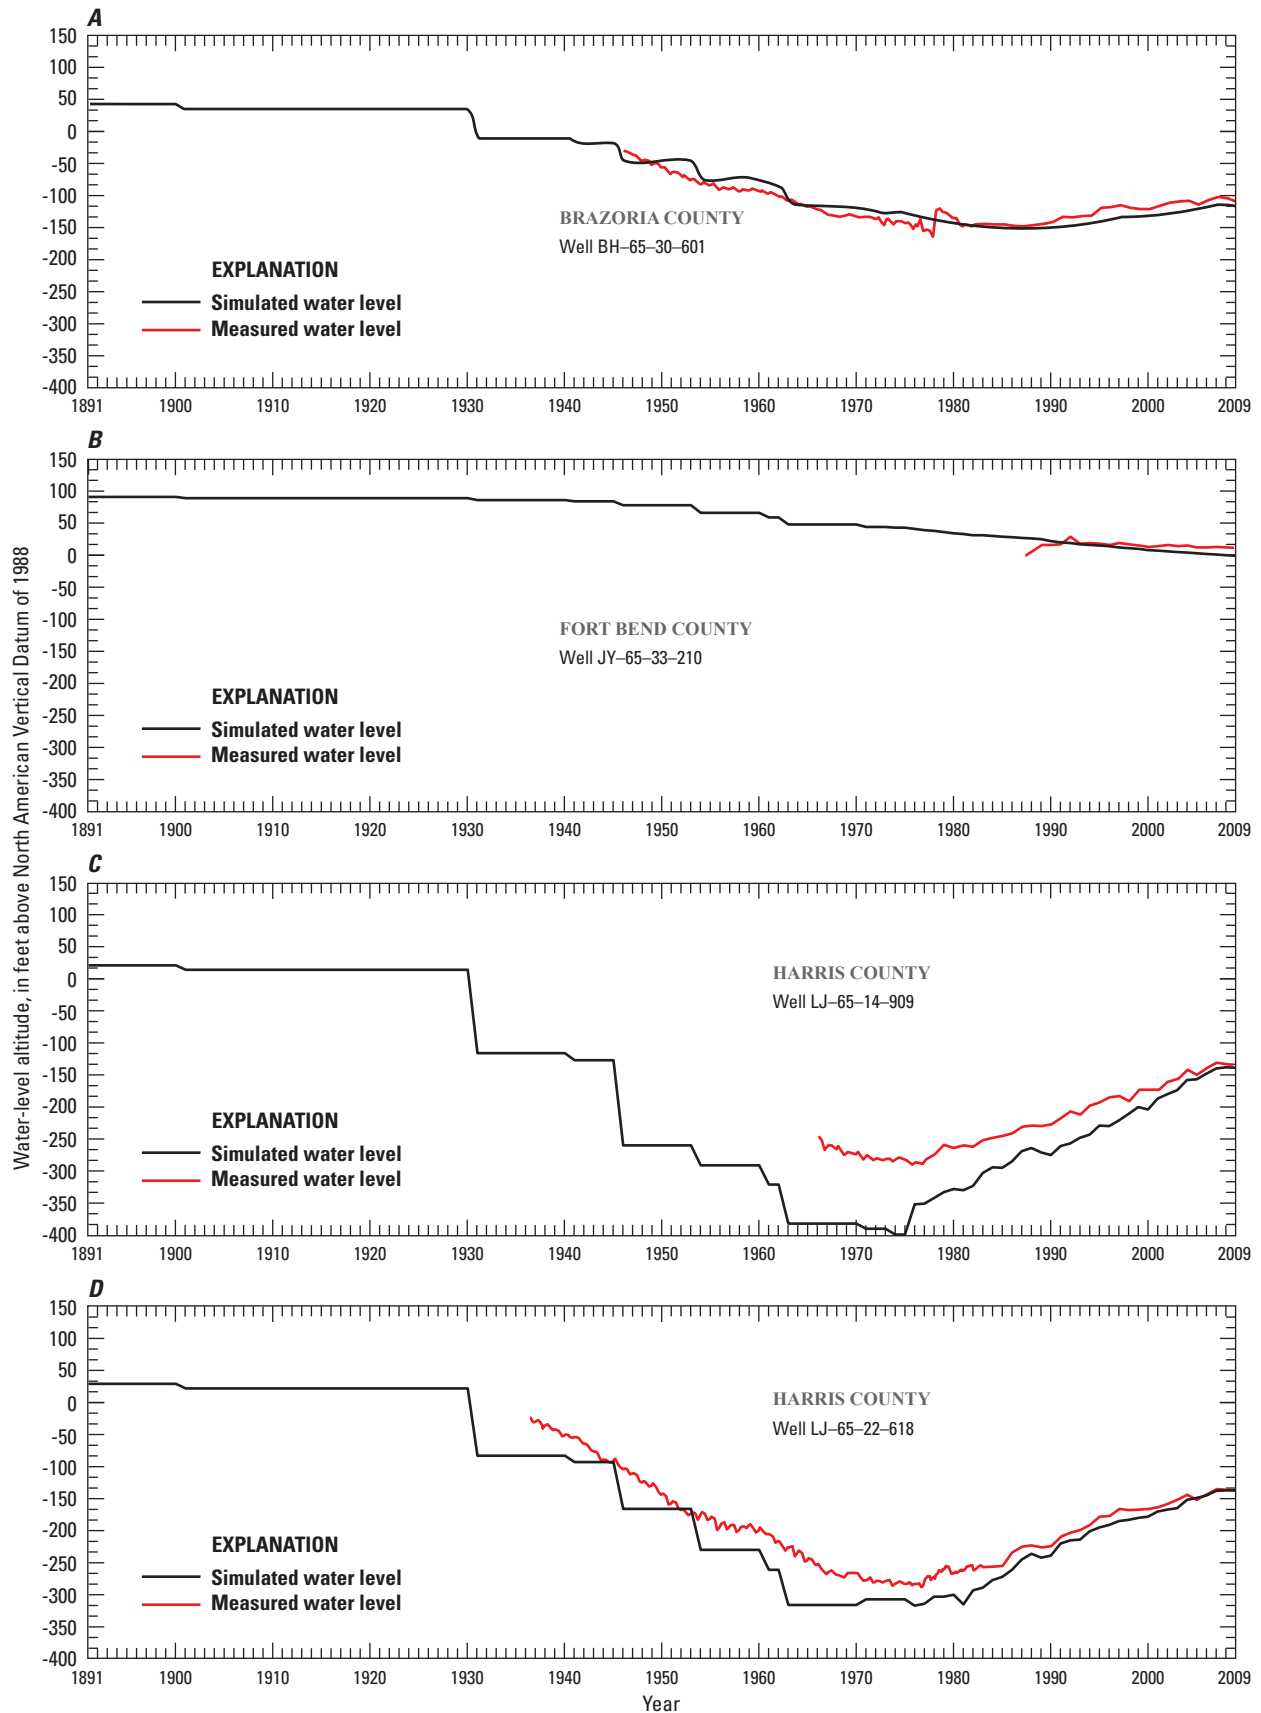 A
150
100
50
0
-50
-100
-150
-200
-250
-300
-350
-400
BRAZORIA COUNTY
Well BH–65–30–601
EXPLANATION
Simulated water level
Measured water level
1891 1900 1910 1920 1930 1940 1950 1960 1970 1980 1990 2000 2009
B
150
100
50
0
-50
-100
-150
-200
-250
-300
-350
-400
FORT BEND COUNTY
Well JY–65–33–210
EXPLANATION
Simulated water level
Measured water level
1891 1900 1910 1920 1930 1940 1950 1960 1970 1980 1990 2000 2009
Water-level altitude, in feet above North American Vertical Datum of 1988
C
150
100
50
0
-50
-100
-150
-200
-250
-300
-350
-400
HARRIS COUNTY
Well LJ–65–14–909
EXPLANATION
Simulated water level
Measured water level
1891 1900 1910 1920 1930 1940 1950 1960 1970 1980 1990 2000 2009
D
150
100
50
0
-50
-100
-150
-200
-250
-300
-350
-400
HARRIS COUNTY
Well LJ–65–22–618
EXPLANATION
Simulated water level
Measured water level
1891 1900 1910 1920 1930 1940 1950 1960 1970 1980 1990 2000 2009
Year